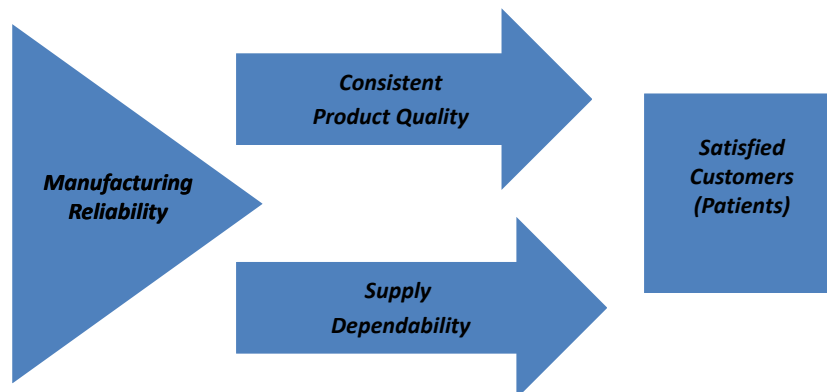 Manufacturing
Reliability
Consistent
Product Quality
Supply
Dependability
Satisfied
Customers
(Patients)